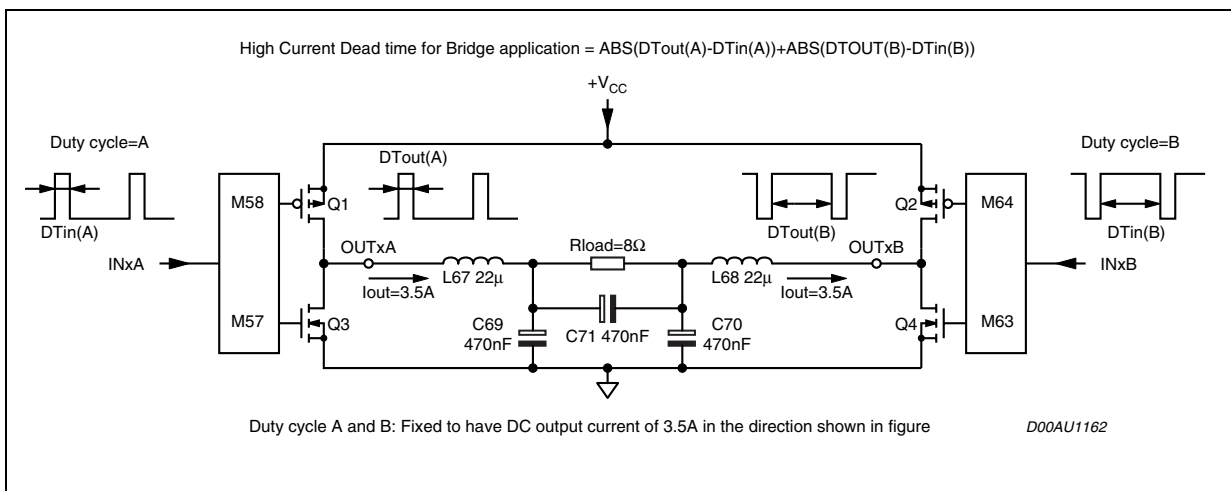 High Current Dead time for Bridge application = ABS(DTout(A)-DTin(A))+ABS(DTOUT(B)-DTin(B))
+VCC
Duty cycle=A
DTout(A)
Duty cycle=B
M58
Q1
Q2
M64
DTin(A)
DTout(B)
DTin(B)
INxA
OUTxA
Rload=8Ω
OUTxB
INxB
L67 22μ
L68 22μ
Iout=3.5A
Iout=3.5A
M57
Q3
C69
470nF
C71 470nF
C70
470nF
Q4
M63
Duty cycle A and B: Fixed to have DC output current of 3.5A in the direction shown in figure
D00AU1162